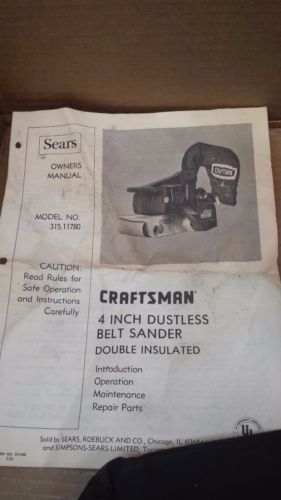 Sears
OWNERS
MANUAL
MODEL NO.
315.11780
CAUTION:
Read Rules for
Safe Operation
and Instructions
Carefully
CRAFTSMAN
CRAFTSMAN
4 INCH DUSTLESS
BELT SANDER
DOUBLE INSULATED
Introduction
Operation
Maintenance
Repair Parts
Sold by SEARS, ROEBUCK AND CO., Chicago, IL
and SIMPSONS-SEARS LIMITED,
UL